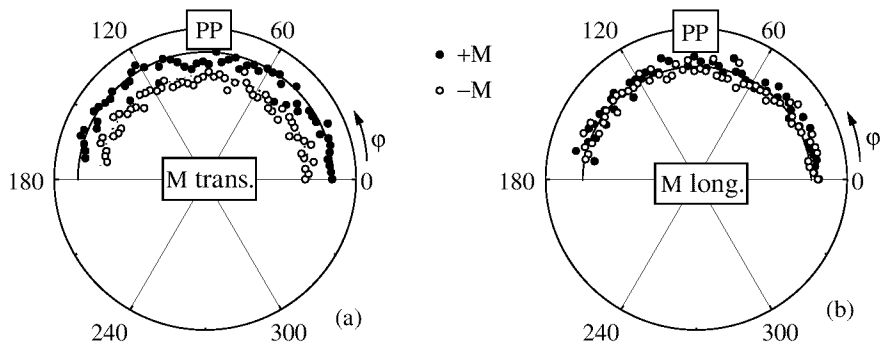 120 PP 60
180 M trans. 0
φ
240 300 (a)
+M
−M
120 PP 60
180 M long. 0
φ
240 300 (b)